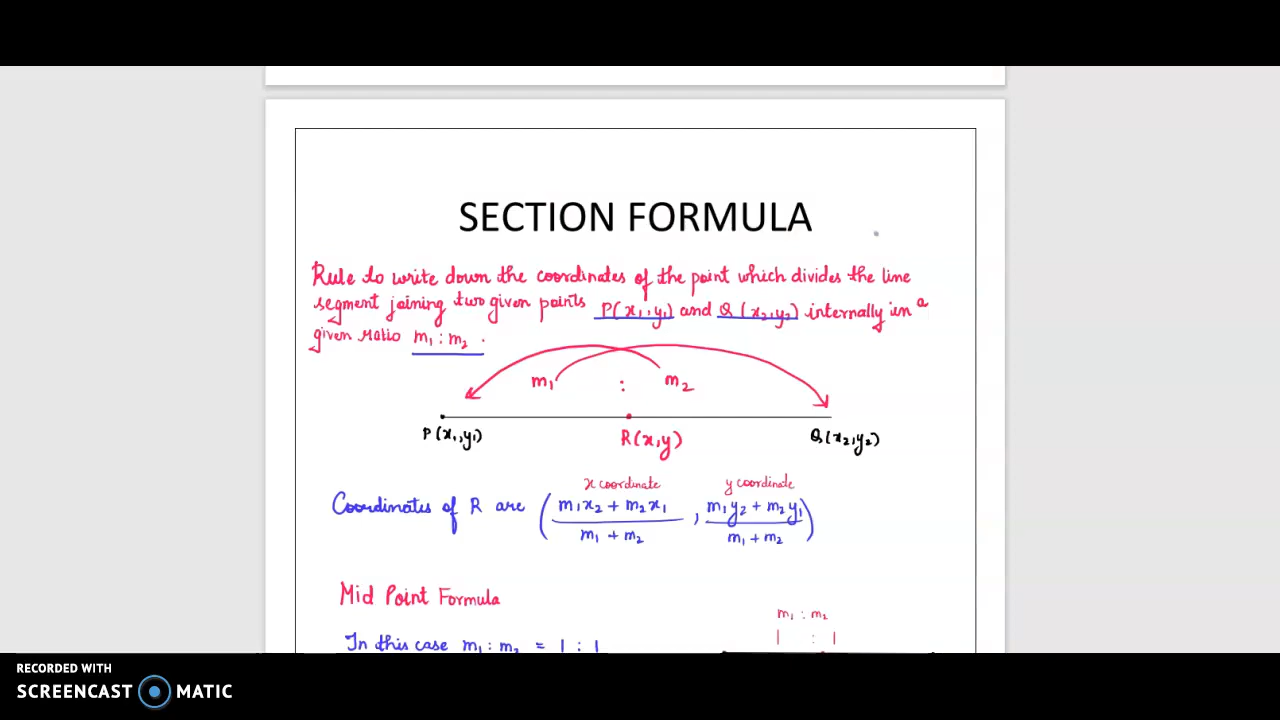 SECTION FORMULA
Rule to write down the coordinates of the point which divides the line
segment joining two given points P(x₁,y₁) and Q(x₂,y₂) internally in a
given ratio m₁ : m₂ .
m₁ : m₂
P(x₁,y₁) R(x,y) Q(x₂,y₂)
x coordinate y coordinate
Coordinates of R are ( m₁x₂ + m₂x₁ / m₁ + m₂ , m₁y₂ + m₂y₁ / m₁ + m₂ )
Mid Point Formula
m₁ : m₂
1 : 1
In this case m₁ : m₂ = 1 : 1
RECORDED WITH
SCREENCAST MATIC